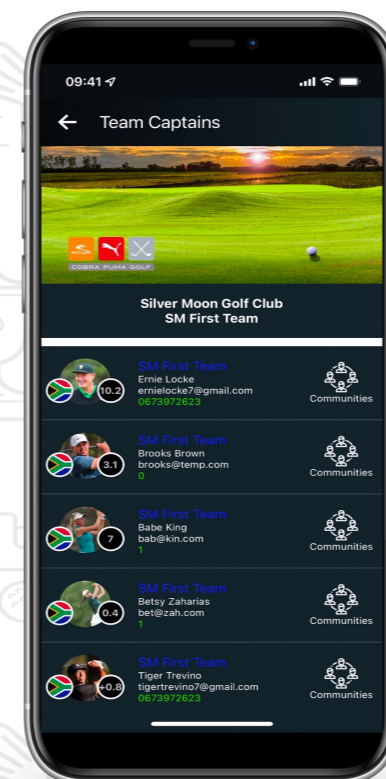 09:41
Team Captains
COBRA PUMA GOLF
Silver Moon Golf Club
SM First Team
SM First Team
Ernie Locke
10.2
ernielocke7@gmail.com
0673972623
Communities
SM First Team
Brooks Brown
3.1
brooks@temp.com
0
Communities
SM First Team
Babe King
7
bab@kin.com
1
Communities
SM First Team
Betsy Zaharias
0.4
bet@zah.com
1
Communities
SM First Team
Tiger Trevino
+0.8
tigertrevino7@gmail.com
0673972623
Communities